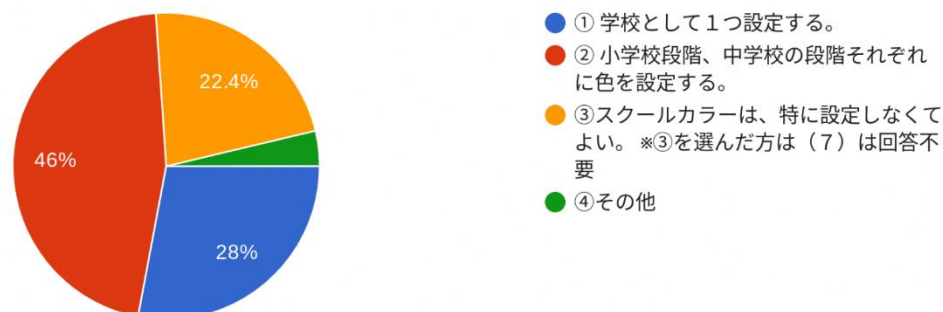 22.4%
46%
28%
① 学校として１つ設定する。
② 小学校段階、中学校の段階それぞれ
に色を設定する。
③スクールカラーは、特に設定しなくて
よい。 ※③を選んだ方は（７）は回答不
要
④その他